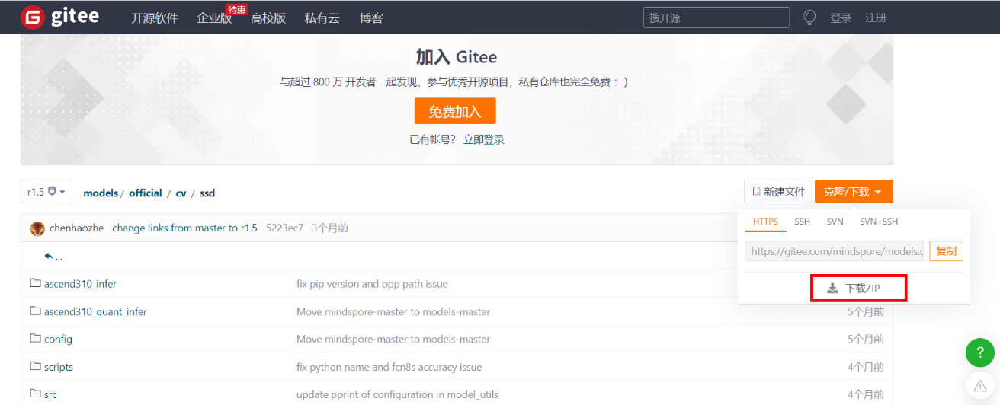 gitee 开源软件 企业版 特惠 高校版 私有云 博客 搜开源 登录 注册
加入 Gitee
与超过 800 万 开发者一起发现、参与优秀开源项目，私有仓库也完全免费 ：）
免费加入
已有帐号？ 立即登录
r1.5 models / official / cv / ssd 新建文件 克隆/下载
HTTPS SSH SVN SVN+SSH
https://gitee.com/mindspore/models.g 复制
下载ZIP
chenhaozhe change links from master to r1.5 5223ec7 3个月前
...
ascend310_infer fix pip version and opp path issue
ascend310_quant_infer Move mindspore-master to models-master 5个月前
config Move mindspore-master to models-master 5个月前
scripts fix python name and fcn8s accuracy issue 4个月前
src update pprint of configuration in model_utils 4个月前
?